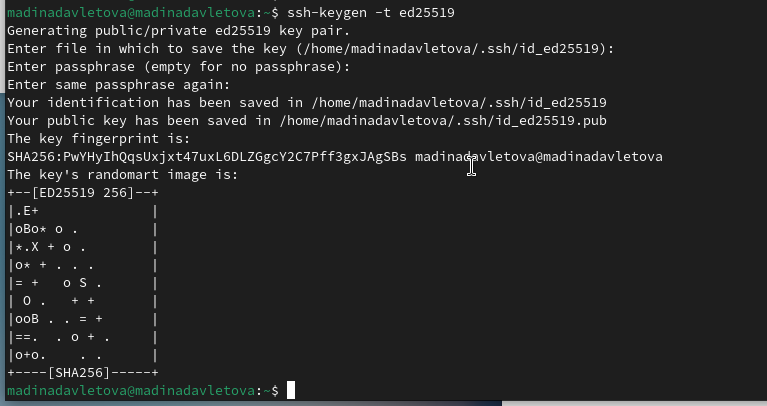 madinadavletova@madinadavletova:~$ ssh-keygen -t ed25519
Generating public/private ed25519 key pair.
Enter file in which to save the key (/home/madinadavletova/.ssh/id_ed25519):
Enter passphrase (empty for no passphrase):
Enter same passphrase again:
Your identification has been saved in /home/madinadavletova/.ssh/id_ed25519
Your public key has been saved in /home/madinadavletova/.ssh/id_ed25519.pub
The key fingerprint is:
SHA256:PwYHyIhQqsUxjxt47uxL6DLZGgcY2C7Pff3gxJAgSBs madinadavletova@madinadavletova
The key's randomart image is:
+--[ED25519 256]--+
|.E+              |
|oBo* o .         |
|*.X + o .        |
|o* + . . .       |
|= +   o S .      |
| O .   + +       |
|ooB . . = +      |
|==.  . o + .     |
|o+o.    . .      |
+----[SHA256]-----+
madinadavletova@madinadavletova:~$